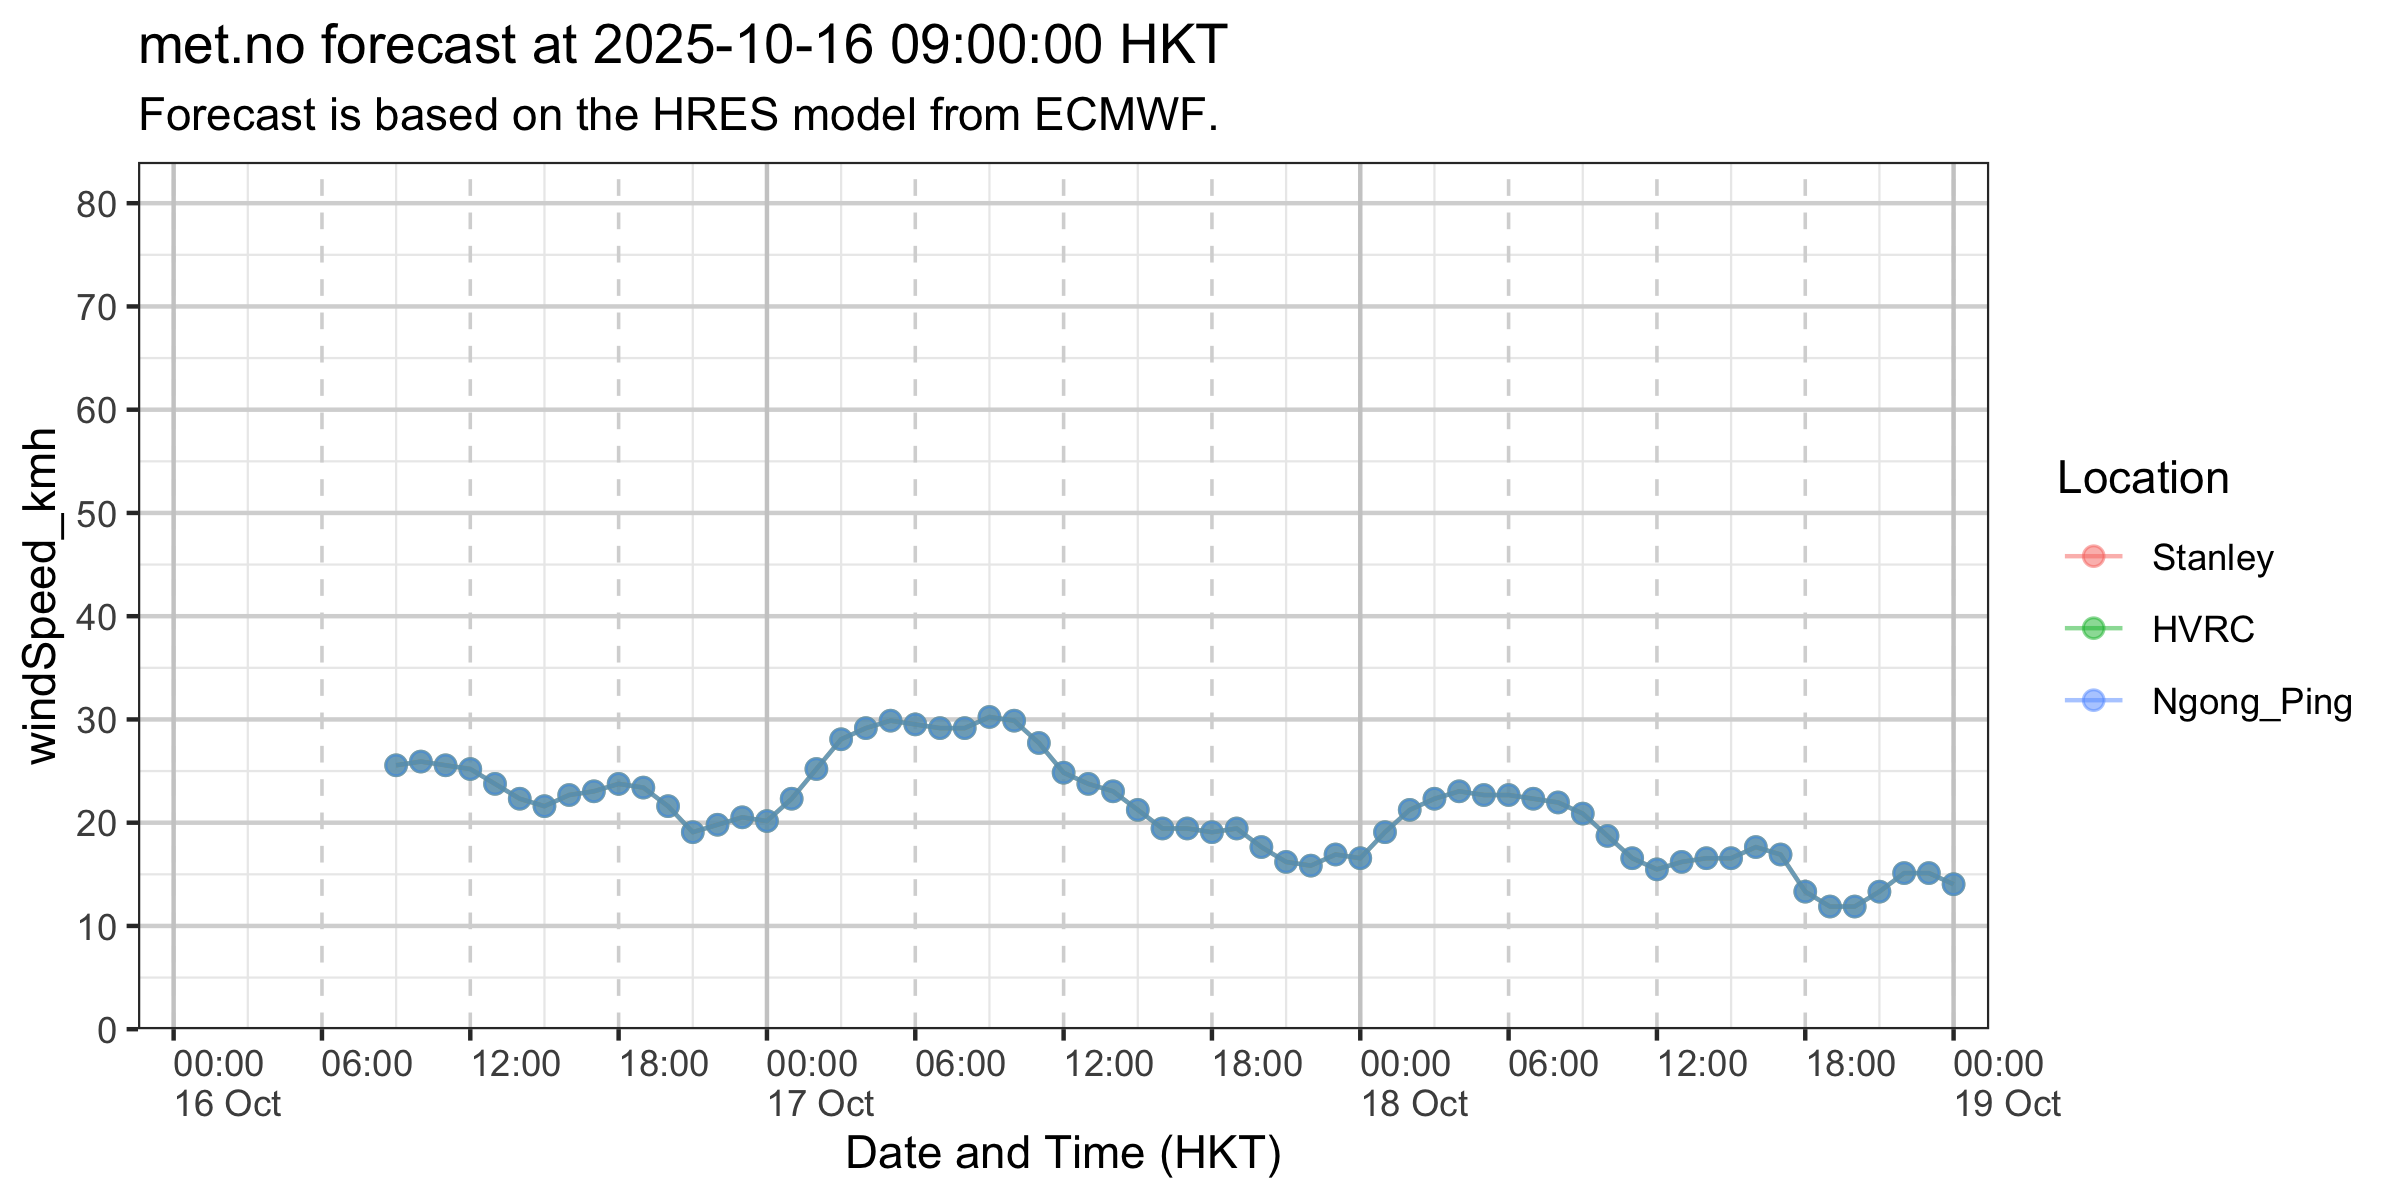 met.no forecast at 2025-10-16 09:00:00 HKT
Forecast is based on the HRES model from ECMWF.
windSpeed_kmh
80
70
60
50
40
30
20
10
0
00:00 06:00 12:00 18:00 00:00 06:00 12:00 18:00 00:00 06:00 12:00 18:00 00:00
16 Oct 17 Oct 18 Oct 19 Oct
Date and Time (HKT)
Location
Stanley
HVRC
Ngong_Ping